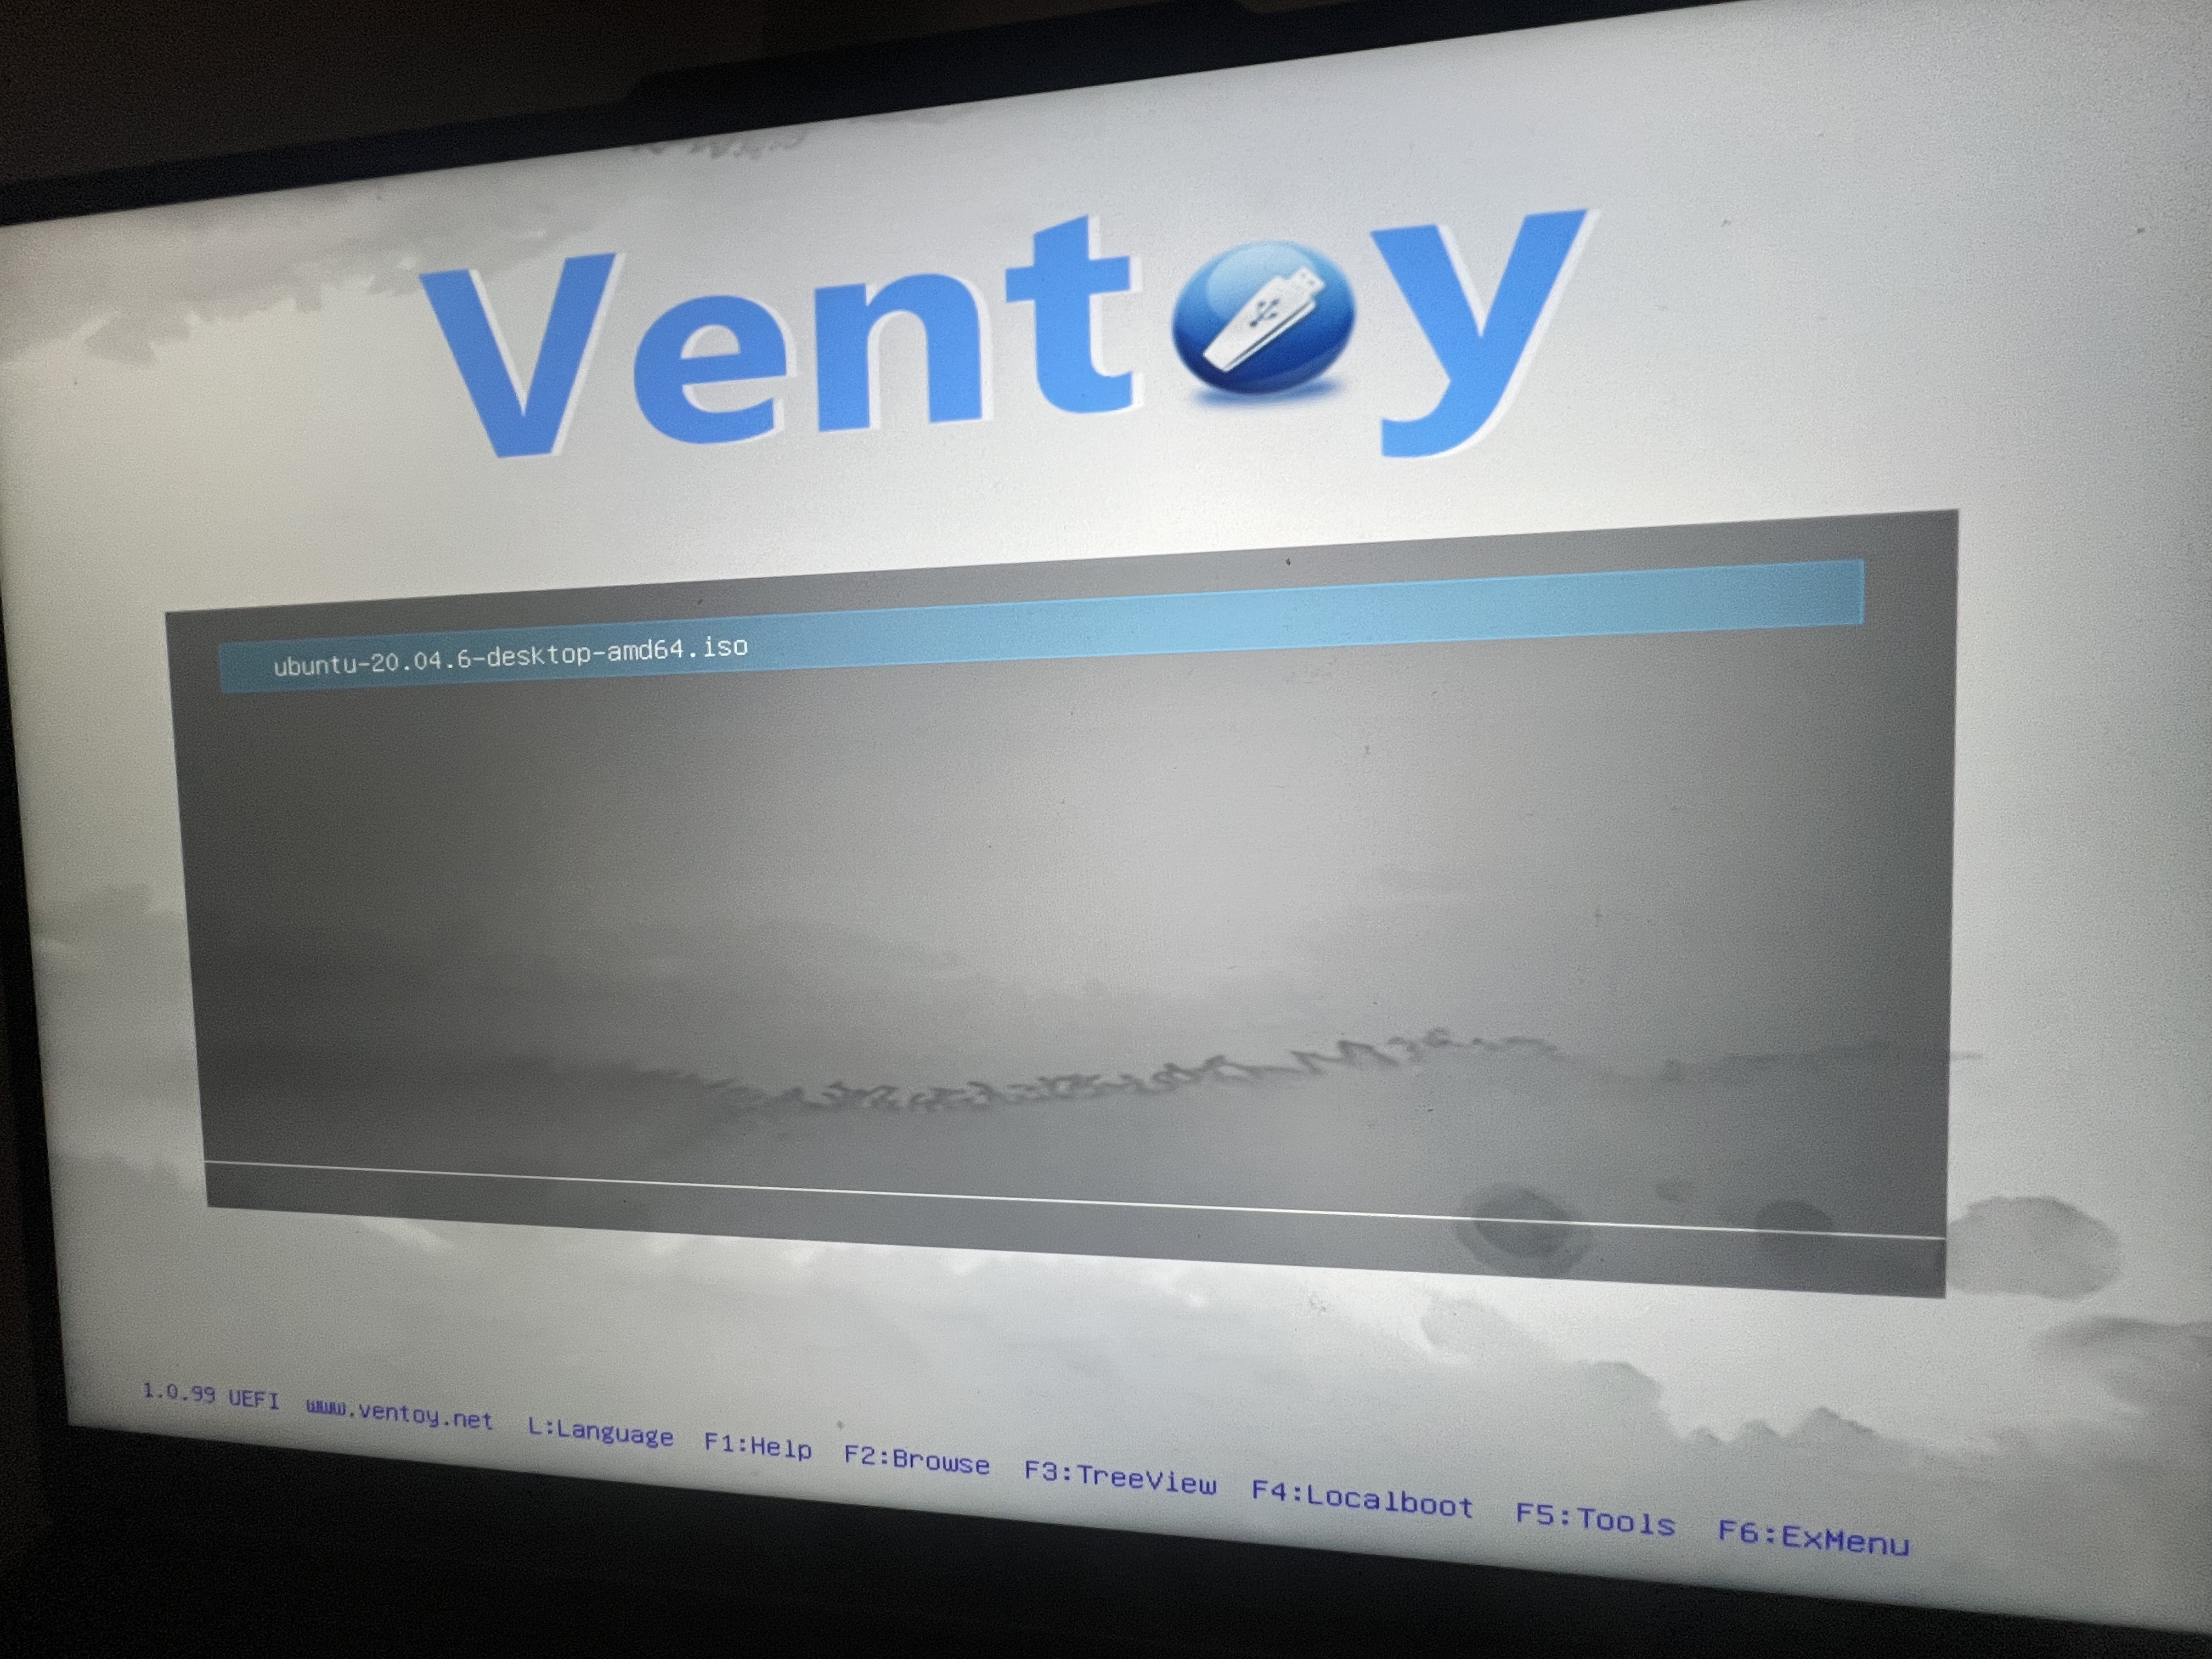 Ventoy
ubuntu-20.04.6-desktop-amd64.iso
1.0.99 UEFI www.ventoy.net L:Language F1:Help F2:Browse F3:TreeView F4:Localboot F5:Tools F6:ExMenu